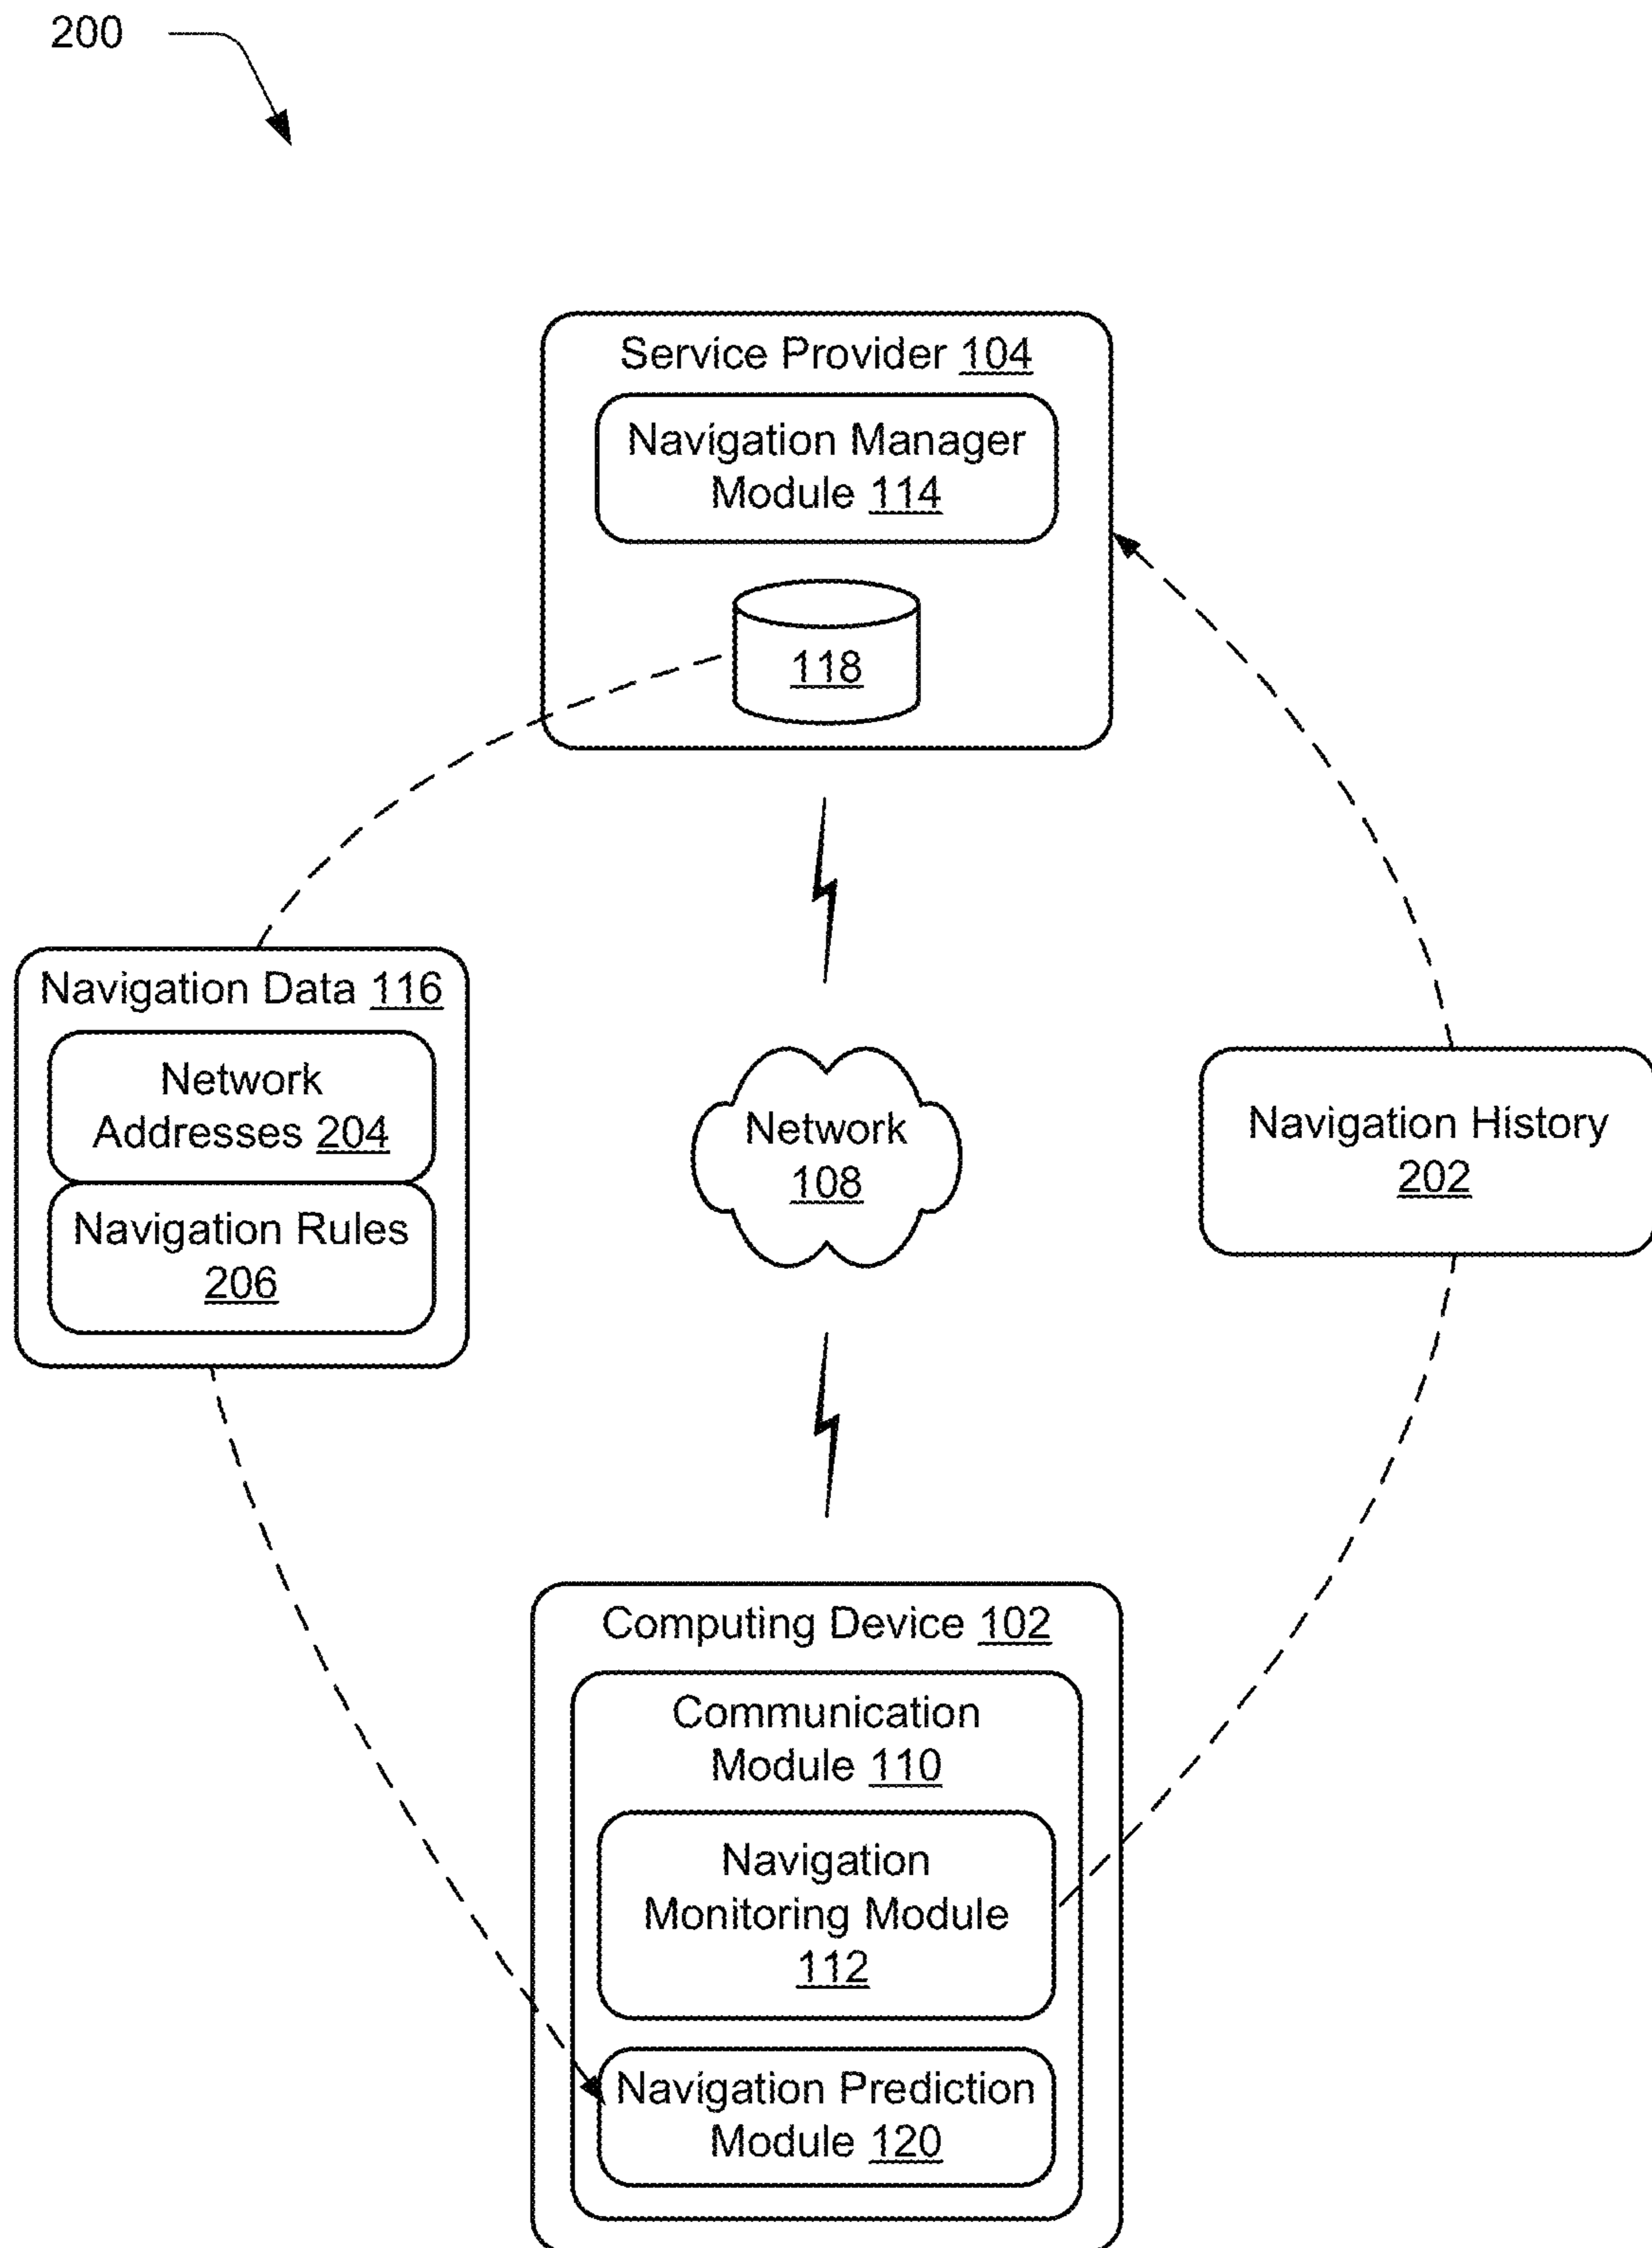 200
Service Provider 104
Navigation Manager
Module 114
118
Navigation Data 116
Network
Addresses 204
Navigation Rules
206
Network
108
Navigation History
202
Computing Device 102
Communication
Module 110
Navigation
Monitoring Module
112
Navigation Prediction
Module 120